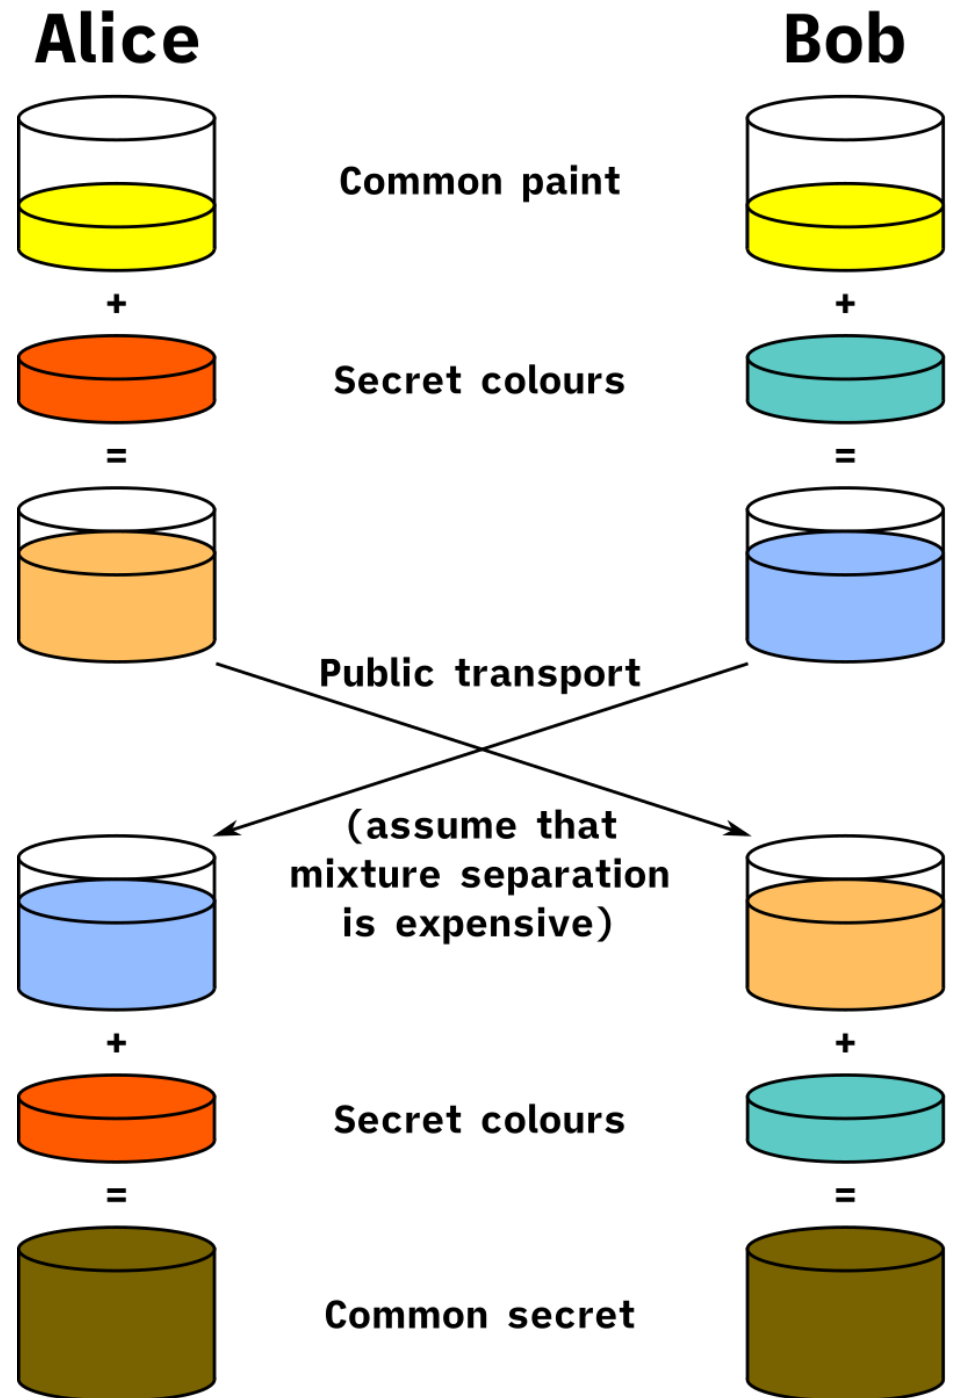 Alice
Bob
Common paint
+
+
Secret colours
=
=
Public transport
(assume that
mixture separation
is expensive)
+
+
Secret colours
=
=
Common secret